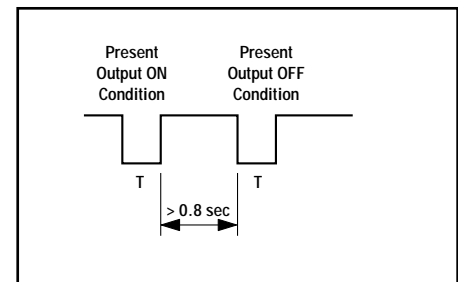 Present
Output ON
Condition
Present
Output OFF
Condition
T
T
> 0.8 sec